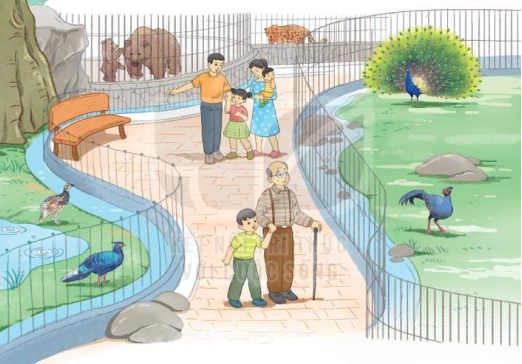 KẾT NỐI TRI THỨC
VỚI CUỘC SỐNG